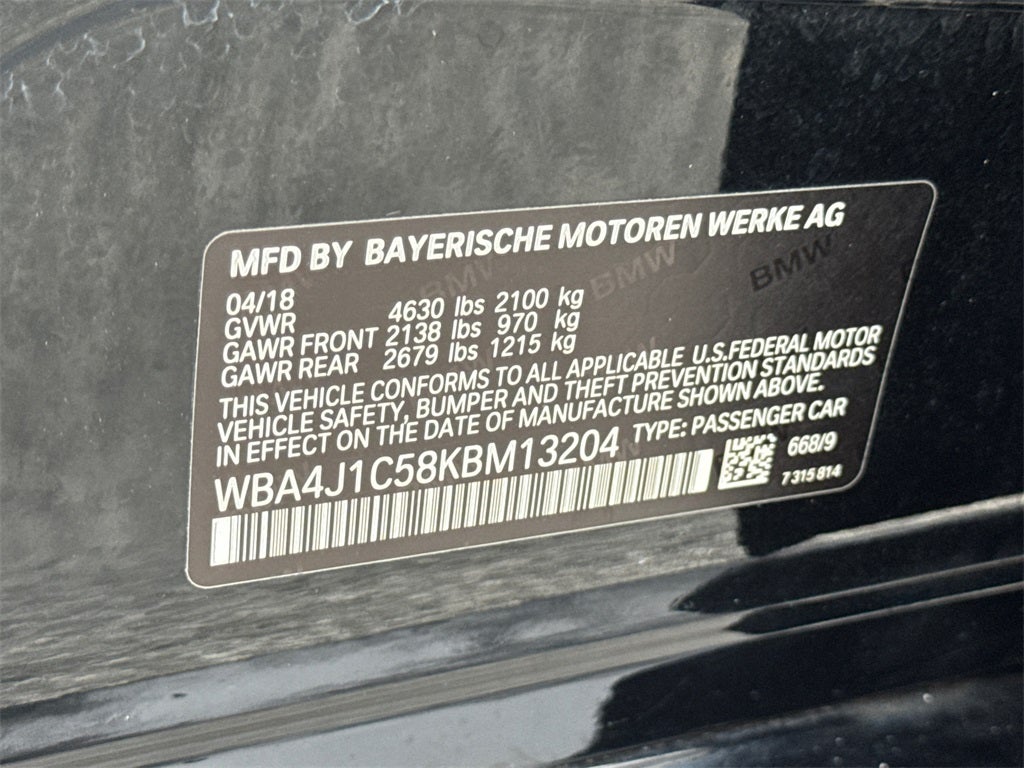 MFD BY BAYERISCHE MOTOREN WERKE AG
BMW BMW BMW
04/18
GVWR 4630 lbs 2100 kg
GAWR FRONT 2138 lbs 970 kg
GAWR REAR 2679 lbs 1215 kg
THIS VEHICLE CONFORMS TO ALL APPLICABLE U.S.FEDERAL MOTOR
VEHICLE SAFETY, BUMPER AND THEFT PREVENTION STANDARDS
IN EFFECT ON THE DATE OF MANUFACTURE SHOWN ABOVE.
WBA4J1C58KBM13204 TYPE: PASSENGER CAR
668/9
7 315 814